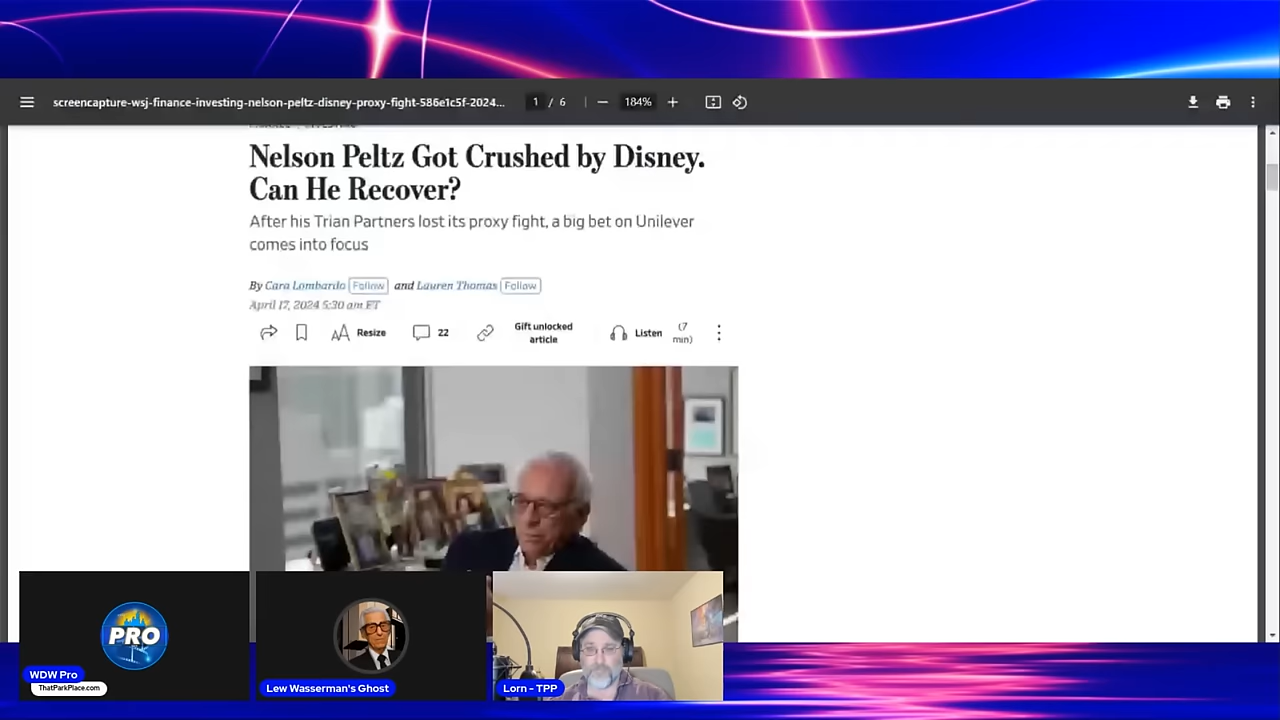 screencapture-wsj-finance-investing-nelson-peltz-disney-proxy-fight-586e1c5f-2024...
1 / 6
184%
Nelson Peltz Got Crushed by Disney.
Can He Recover?
After his Trian Partners lost its proxy fight, a big bet on Unilever
comes into focus
By Cara Lombardo Follow and Lauren Thomas Follow
April 17, 2024 5:30 am ET
Resize 22 Gift unlocked article Listen (7 min)
PRO
WDW Pro
ThatParkPlace.com
Lew Wasserman's Ghost
Lorn - TPP